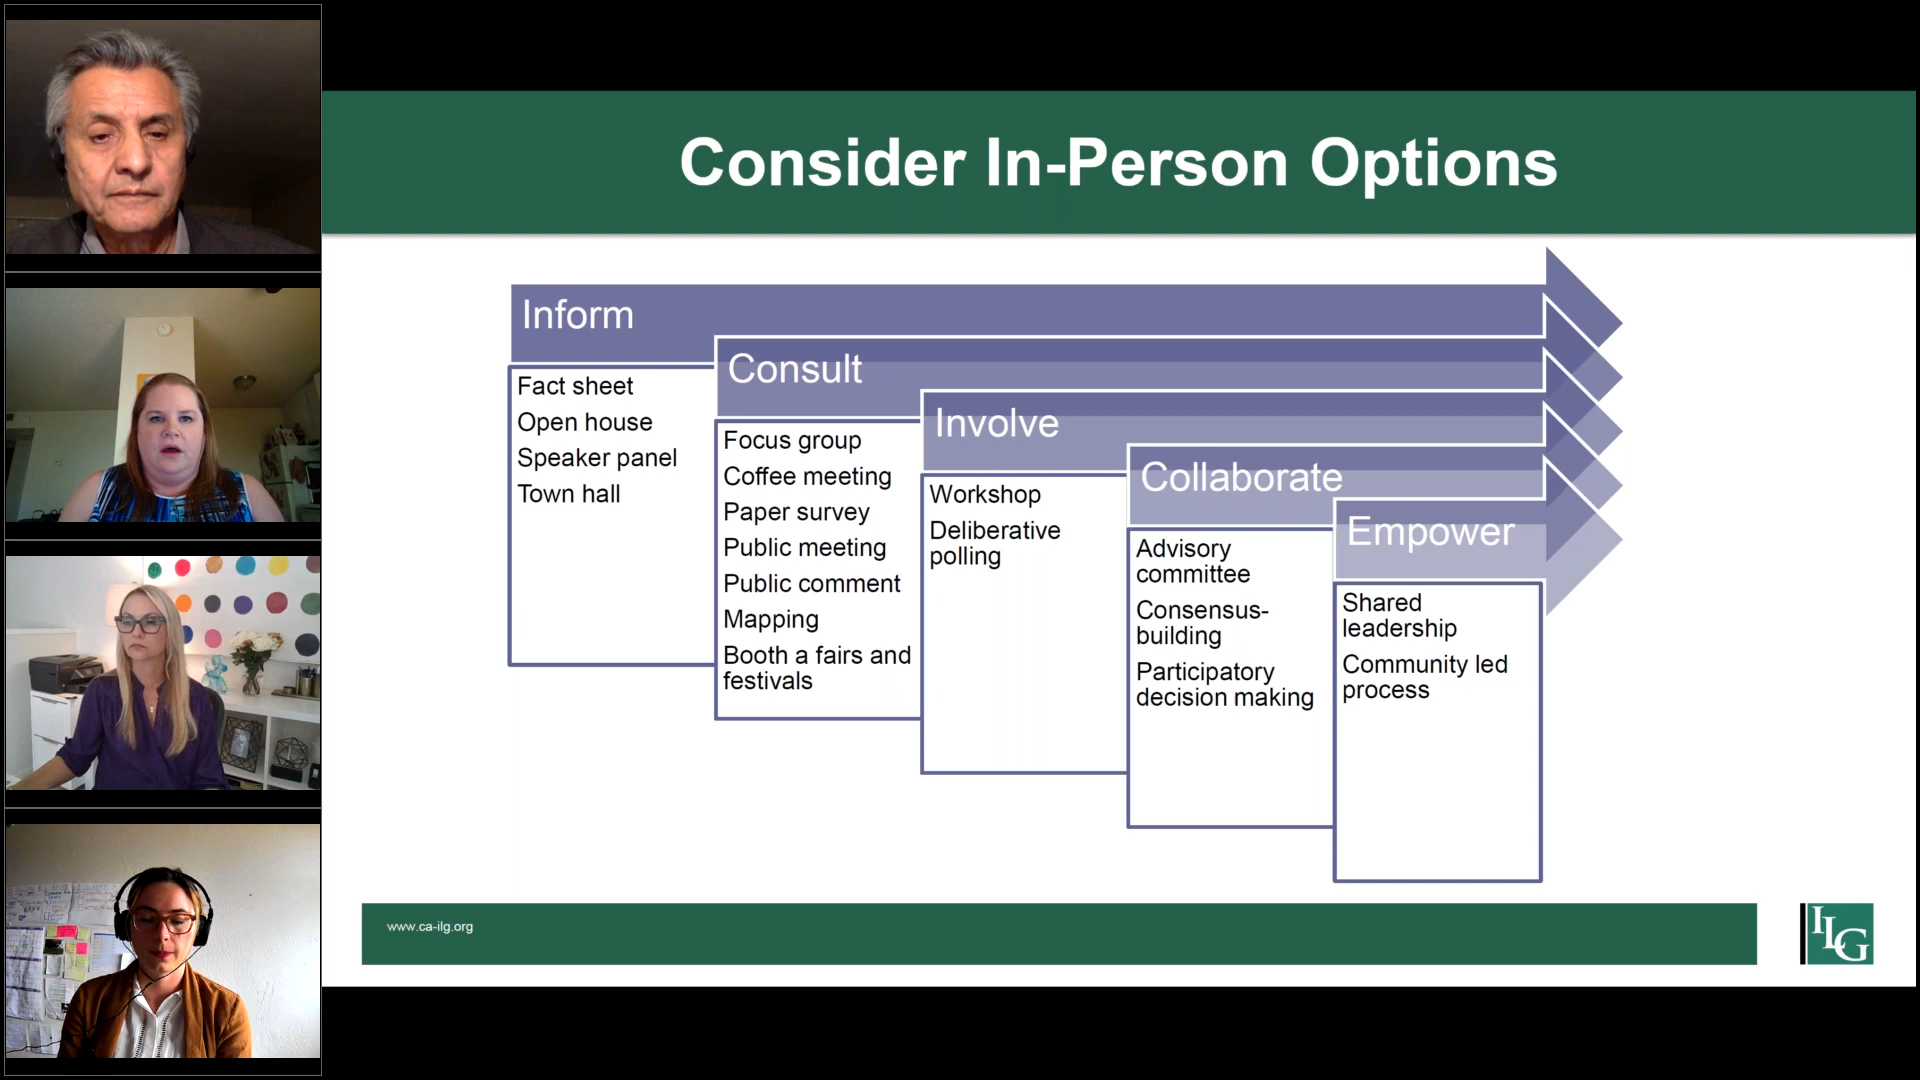 Consider In-Person Options
Inform
Fact sheet
Open house
Speaker panel
Town hall
Consult
Focus group
Coffee meeting
Paper survey
Public meeting
Public comment
Mapping
Booth a fairs and
festivals
Involve
Workshop
Deliberative
polling
Collaborate
Advisory
committee
Consensus-
building
Participatory
decision making
Empower
Shared
leadership
Community led
process
www.ca-ilg.org
ILG